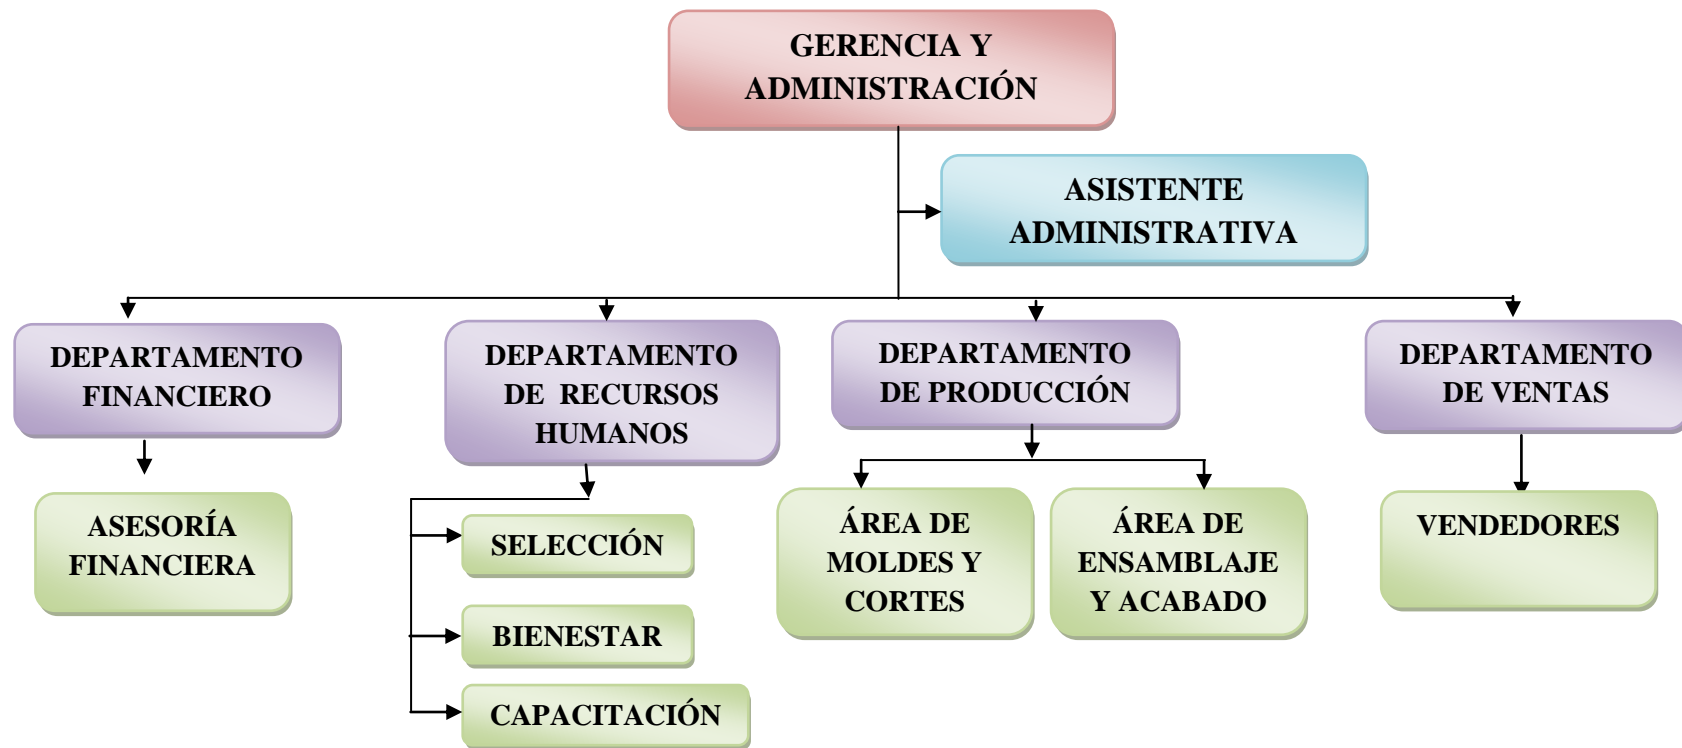 GERENCIA Y
ADMINISTRACIÓN
ASISTENTE
ADMINISTRATIVA
DEPARTAMENTO
FINANCIERO
DEPARTAMENTO
DE RECURSOS
HUMANOS
DEPARTAMENTO
DE PRODUCCIÓN
DEPARTAMENTO
DE VENTAS
ASESORÍA
FINANCIERA
SELECCIÓN
BIENESTAR
CAPACITACIÓN
ÁREA DE
MOLDES Y
CORTES
ÁREA DE
ENSAMBLAJE
Y ACABADO
VENDEDORES